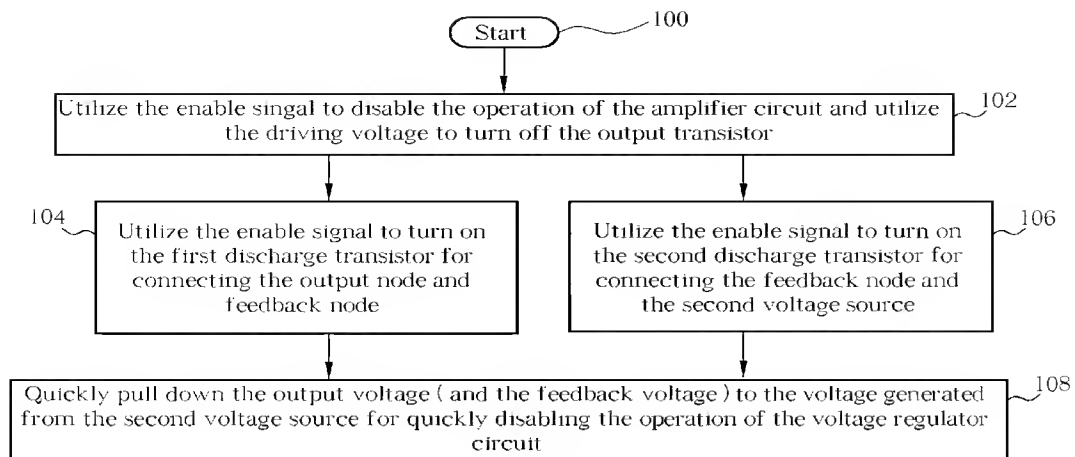 Start
100
Utilize the enable singal to disable the operation of the amplifier circuit and utilize
the driving voltage to turn off the output transistor
102
104
Utilize the enable signal to turn on
the first discharge transistor for
connecting the output node and
feedback node
Utilize the enable signal to turn on
the second discharge transistor for
connecting the feedback node and
the second voltage source
106
Quickly pull down the output voltage ( and the feedback voltage ) to the voltage generated
from the second voltage source for quickly disabling the operation of the voltage regulator
circuit
108